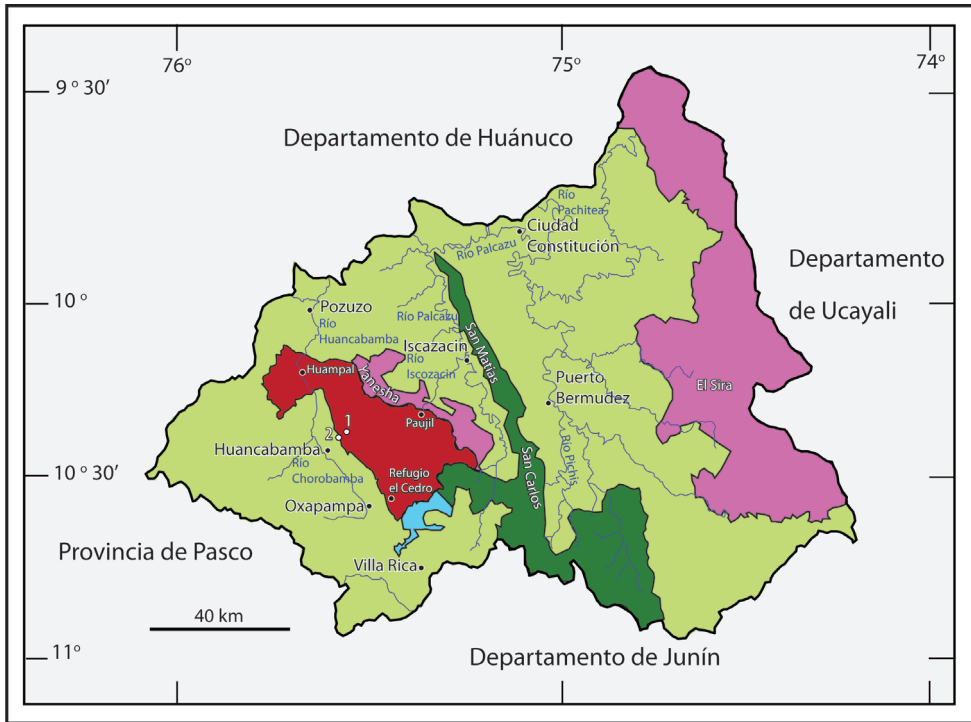 76°
75°
74°
9° 30’
Departamento de Huánuco
Río
Pachitea
Ciudad
Constitución
Río Palcazu
Departamento
de Ucayali
10°
Pozuzo
Río
Huancabamba
Río Palcazu
Iscazacín
Río
Iscozacin
San Matías
Huampal
Yanesha
Puerto
Bermudez
El Sira
Paujil
1
2
Huancabamba
Río
Chorobamba
10° 30’
Refugio
el Cedro
San Carlos
Río Pichis
Oxapampa
Provincia de Pasco
Villa Rica
40 km
11°
Departamento de Junín